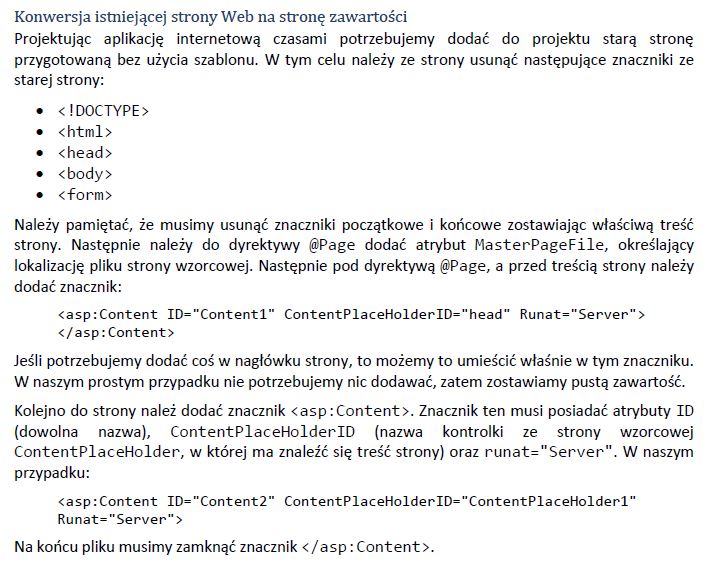 Konwersja istniejącej strony Web na stronę zawartości
Projektując aplikację internetową czasami potrzebujemy dodać do projektu starą stronę
przygotowaną bez użycia szablonu. W tym celu należy ze strony usunąć następujące znaczniki ze
starej strony:
• <!DOCTYPE>
• <html>
• <head>
• <body>
• <form>
Należy pamiętać, że musimy usunąć znaczniki początkowe i końcowe zostawiając właściwą treść
strony. Następnie należy do dyrektywy @Page dodać atrybut MasterPageFile, określający
lokalizację pliku strony wzorcowej. Następnie pod dyrektywą @Page, a przed treścią strony należy
dodać znacznik:
<asp:Content ID="Content1" ContentPlaceHolderID="head" Runat="Server">
</asp:Content>
Jeśli potrzebujemy dodać coś w nagłówku strony, to możemy to umieścić właśnie w tym znaczniku.
W naszym prostym przypadku nie potrzebujemy nic dodawać, zatem zostawiamy pustą zawartość.
Kolejno do strony należ dodać znacznik <asp:Content>. Znacznik ten musi posiadać atrybuty ID
(dowolna nazwa), ContentPlaceHolderID (nazwa kontrolki ze strony wzorcowej
ContentPlaceHolder, w której ma znaleźć się treść strony) oraz runat="Server". W naszym
przypadku:
<asp:Content ID="Content2" ContentPlaceHolderID="ContentPlaceHolder1"
Runat="Server">
Na końcu pliku musimy zamknąć znacznik </asp:Content>.